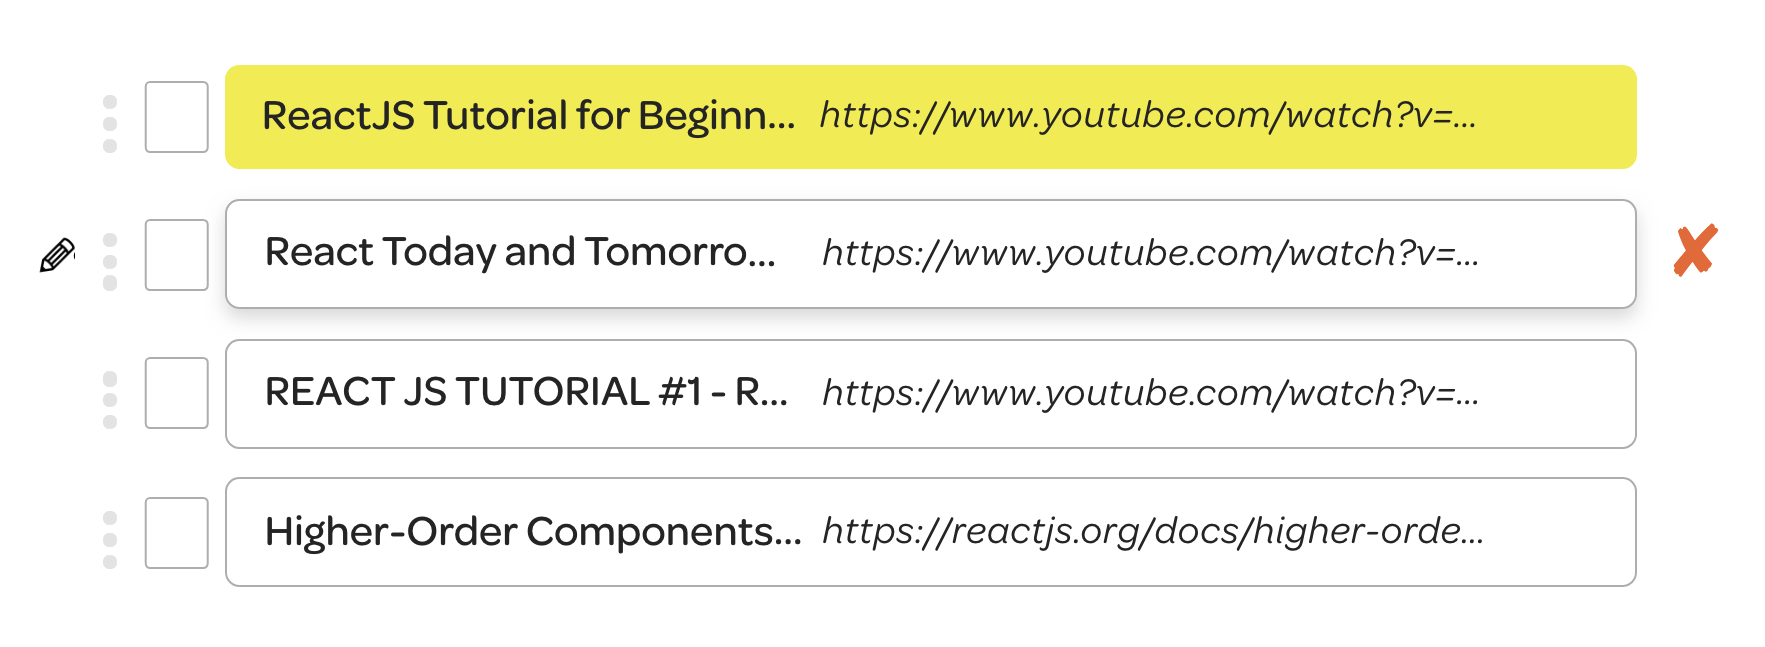 ReactJS Tutorial for Beginn... https://www.youtube.com/watch?v=...
React Today and Tomorro... https://www.youtube.com/watch?v=...
REACT JS TUTORIAL #1 - R... https://www.youtube.com/watch?v=...
Higher-Order Components... https://reactjs.org/docs/higher-orde...